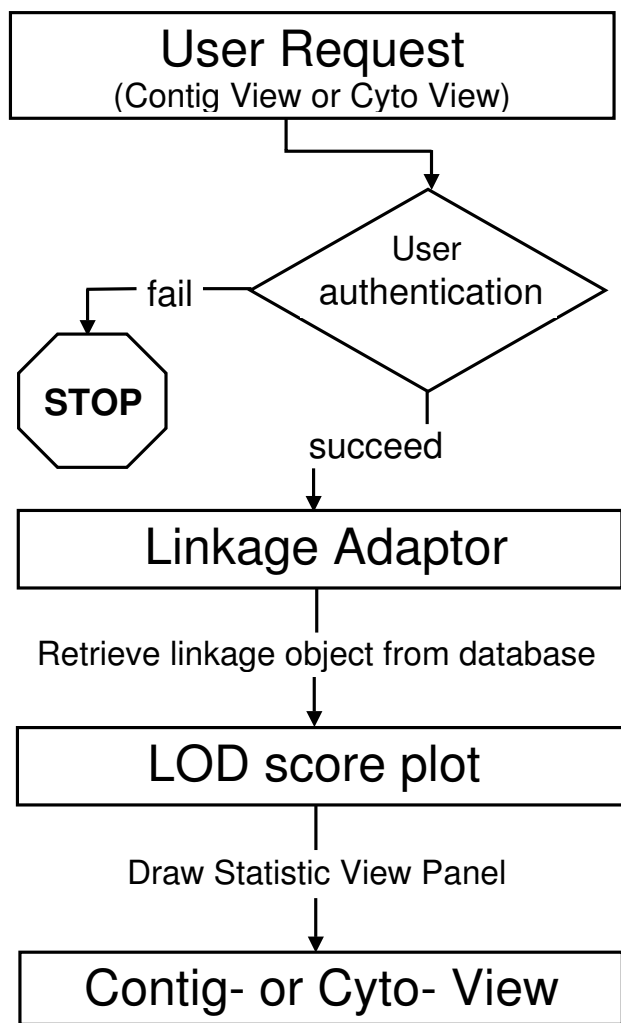 User Request
(Contig View or Cyto View)
User
authentication
fail
STOP
succeed
Linkage Adaptor
Retrieve linkage object from database
LOD score plot
Draw Statistic View Panel
Contig- or Cyto- View